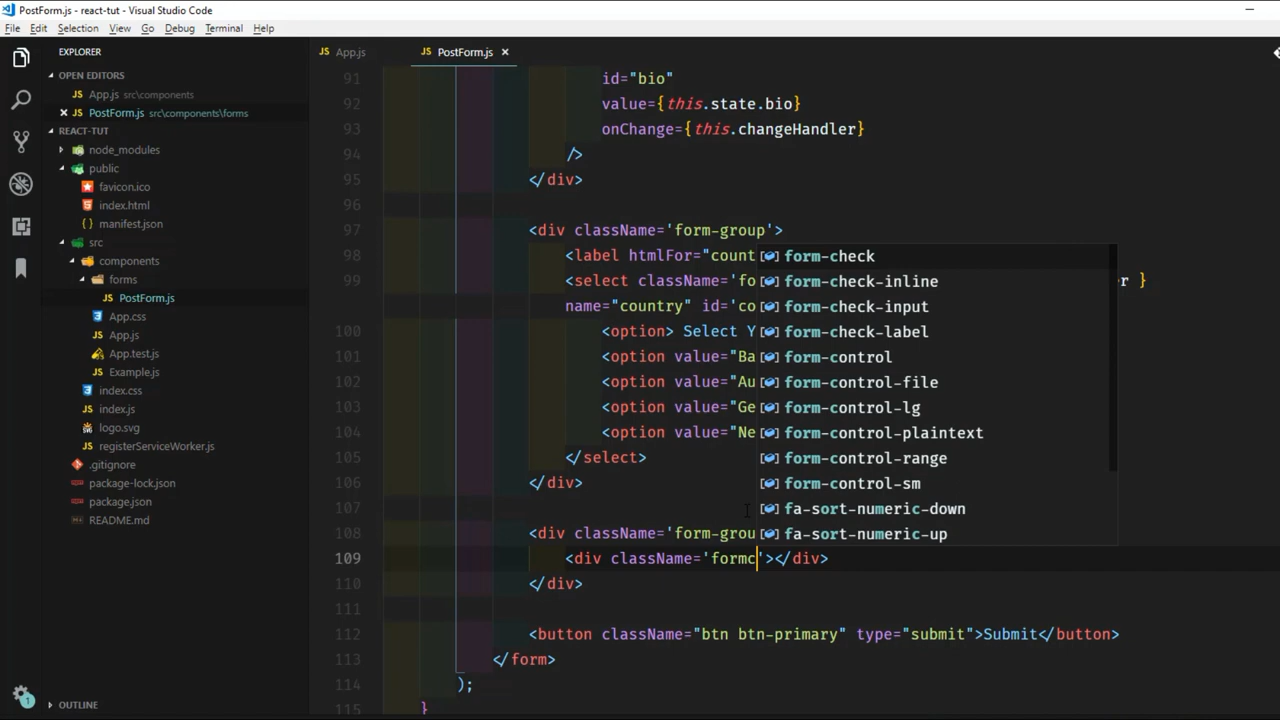 PostForm.js - react-tut - Visual Studio Code
File Edit Selection View Go Debug Terminal Help
EXPLORER
OPEN EDITORS
JS App.js src\components
JS PostForm.js src\components\forms
REACT-TUT
node_modules
public
favicon.ico
index.html
manifest.json
src
components
forms
JS PostForm.js
App.css
JS App.js
App.test.js
JS Example.js
index.css
JS index.js
logo.svg
JS registerServiceWorker.js
.gitignore
package-lock.json
package.json
README.md
OUTLINE
1
JS App.js JS PostForm.js
91 id="bio"
92 value={this.state.bio}
93 onChange={this.changeHandler}
94 />
95 </div>
96
97 <div className='form-group'>
98 <label htmlFor="count
99 <select className='fo r }
name="country" id='co
100 <option> Select Y
101 <option value="Ba
102 <option value="Au
103 <option value="Ge
104 <option value="Ne
105 </select>
106 </div>
107
108 <div className='form-grou
109 <div className='formc'></div>
110 </div>
111
112 <button className="btn btn-primary" type="submit">Submit</button>
113 </form>
114 );
115 }
form-check
form-check-inline
form-check-input
form-check-label
form-control
form-control-file
form-control-lg
form-control-plaintext
form-control-range
form-control-sm
fa-sort-numeric-down
fa-sort-numeric-up